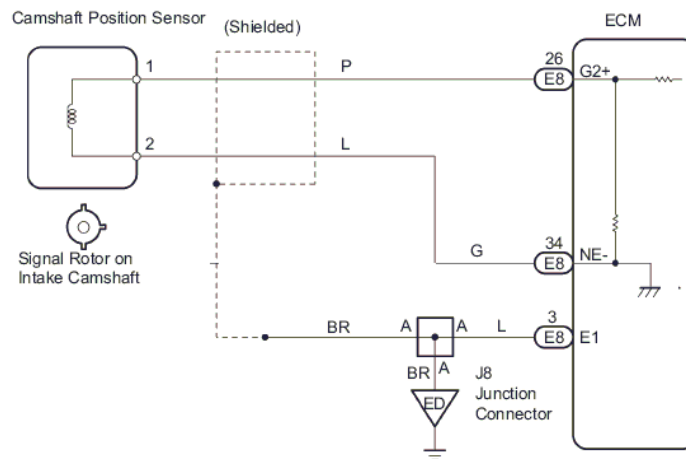 Camshaft Position Sensor
(Shielded)
ECM
1
P
26
E8
G2+
2
L
G
34
E8
NE-
Signal Rotor on
Intake Camshaft
BR
A
A
L
3
E8
E1
BR
A
J8
Junction
Connector
ED